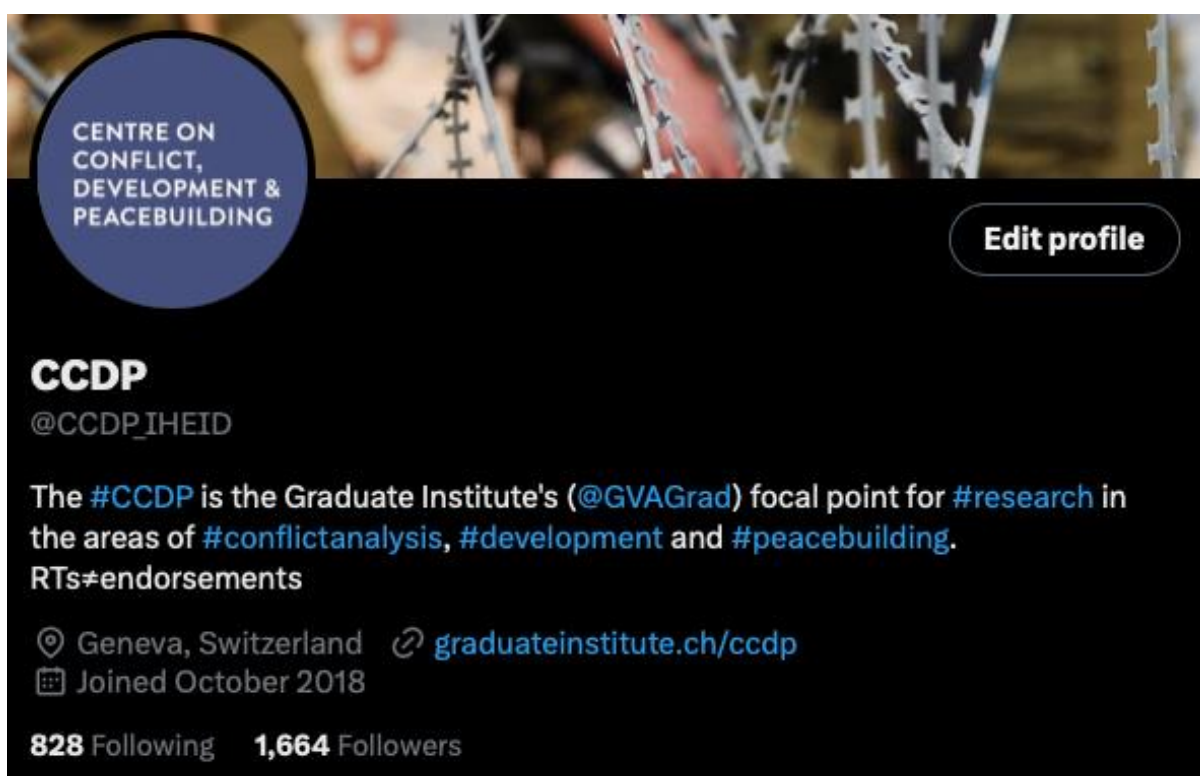 CENTRE ON
CONFLICT,
DEVELOPMENT &
PEACEBUILDING
Edit profile
CCDP
@CCDP_IHEID
The #CCDP is the Graduate Institute's (@GVAGrad) focal point for #research in
the areas of #conflictanalysis, #development and #peacebuilding.
RTs≠endorsements
Geneva, Switzerland graduateinstitute.ch/ccdp
Joined October 2018
828 Following 1,664 Followers